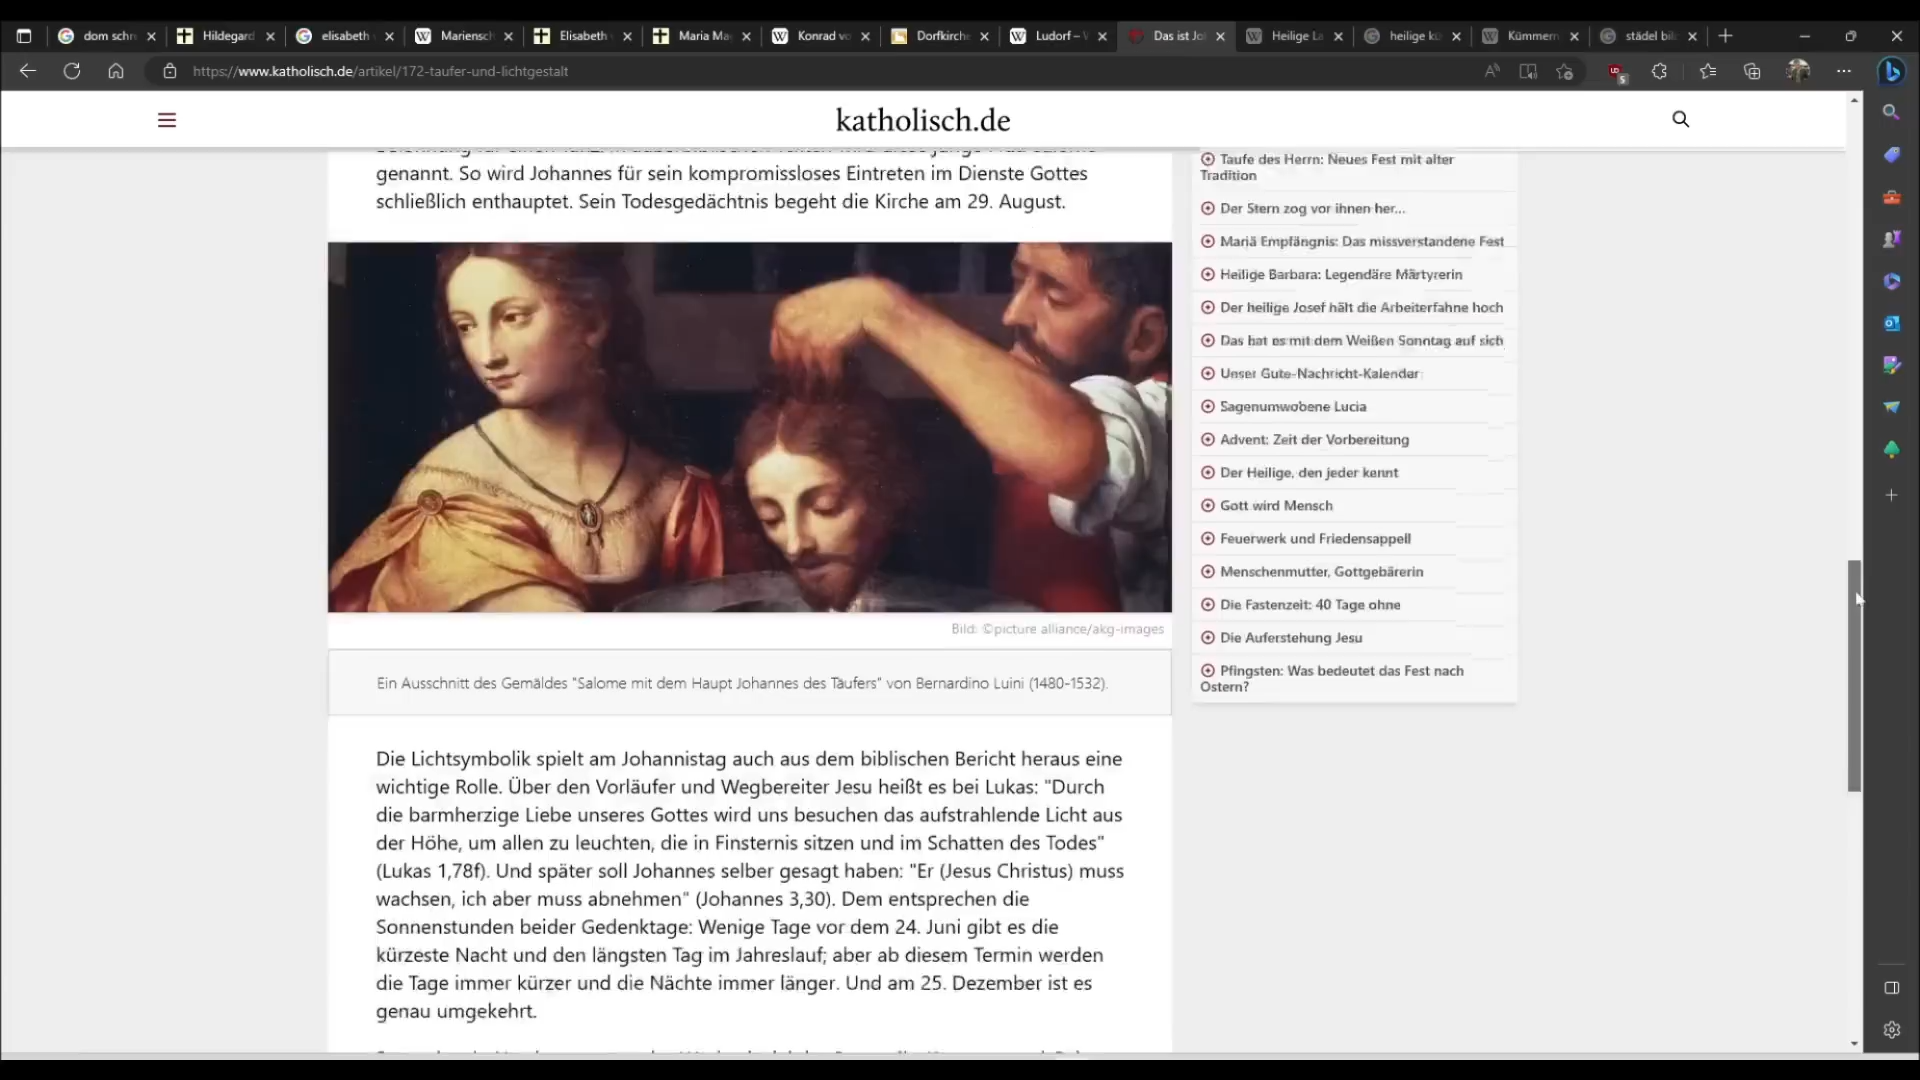 dom schr
Hildegard
elisabeth
Mariensch
Elisabeth
Maria Ma
Konrad vo
Dorfkirche
Ludorf – W
Das ist Jo
Heilige La
heilige kü
Kümmern
städel bil
https://www.katholisch.de/artikel/172-taufer-und-lichtgestalt
katholisch.de
genannt. So wird Johannes für sein kompromissloses Eintreten im Dienste Gottes
schließlich enthauptet. Sein Todesgedächtnis begeht die Kirche am 29. August.
Bild: ©picture alliance/akg-images
Ein Ausschnitt des Gemäldes "Salome mit dem Haupt Johannes des Täufers" von Bernardino Luini (1480-1532).
Die Lichtsymbolik spielt am Johannistag auch aus dem biblischen Bericht heraus eine
wichtige Rolle. Über den Vorläufer und Wegbereiter Jesu heißt es bei Lukas: "Durch
die barmherzige Liebe unseres Gottes wird uns besuchen das aufstrahlende Licht aus
der Höhe, um allen zu leuchten, die in Finsternis sitzen und im Schatten des Todes"
(Lukas 1,78f). Und später soll Johannes selber gesagt haben: "Er (Jesus Christus) muss
wachsen, ich aber muss abnehmen" (Johannes 3,30). Dem entsprechen die
Sonnenstunden beider Gedenktage: Wenige Tage vor dem 24. Juni gibt es die
kürzeste Nacht und den längsten Tag im Jahreslauf; aber ab diesem Termin werden
die Tage immer kürzer und die Nächte immer länger. Und am 25. Dezember ist es
genau umgekehrt.
Taufe des Herrn: Neues Fest mit alter
Tradition
Der Stern zog vor ihnen her...
Mariä Empfängnis: Das missverstandene Fest
Heilige Barbara: Legendäre Märtyrerin
Der heilige Josef hält die Arbeiterfahne hoch
Das hat es mit dem Weißen Sonntag auf sich
Unser Gute-Nachricht-Kalendar
Sagenumwobene Lucia
Advent: Zeit der Vorbereitung
Der Heilige, den jeder kennt
Gott wird Mensch
Feuerwerk und Friedensappell
Menschenmutter, Gottgebärerin
Die Fastenzeit: 40 Tage ohne
Die Auferstehung Jesu
Pfingsten: Was bedeutet das Fest nach
Ostern?